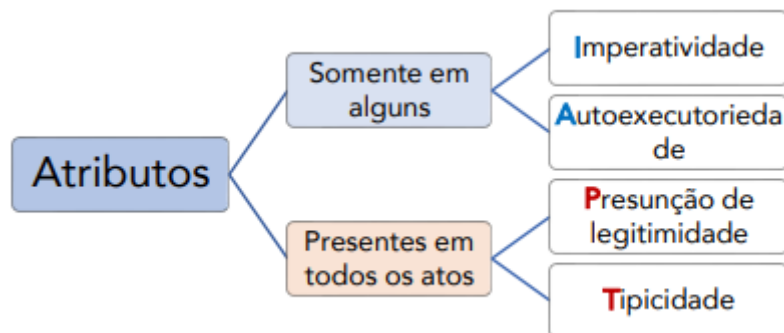 Atributos
Somente em
alguns
Imperatividade
Autoexecutorieda
de
Presentes em
todos os atos
Presunção de
legitimidade
Tipicidade